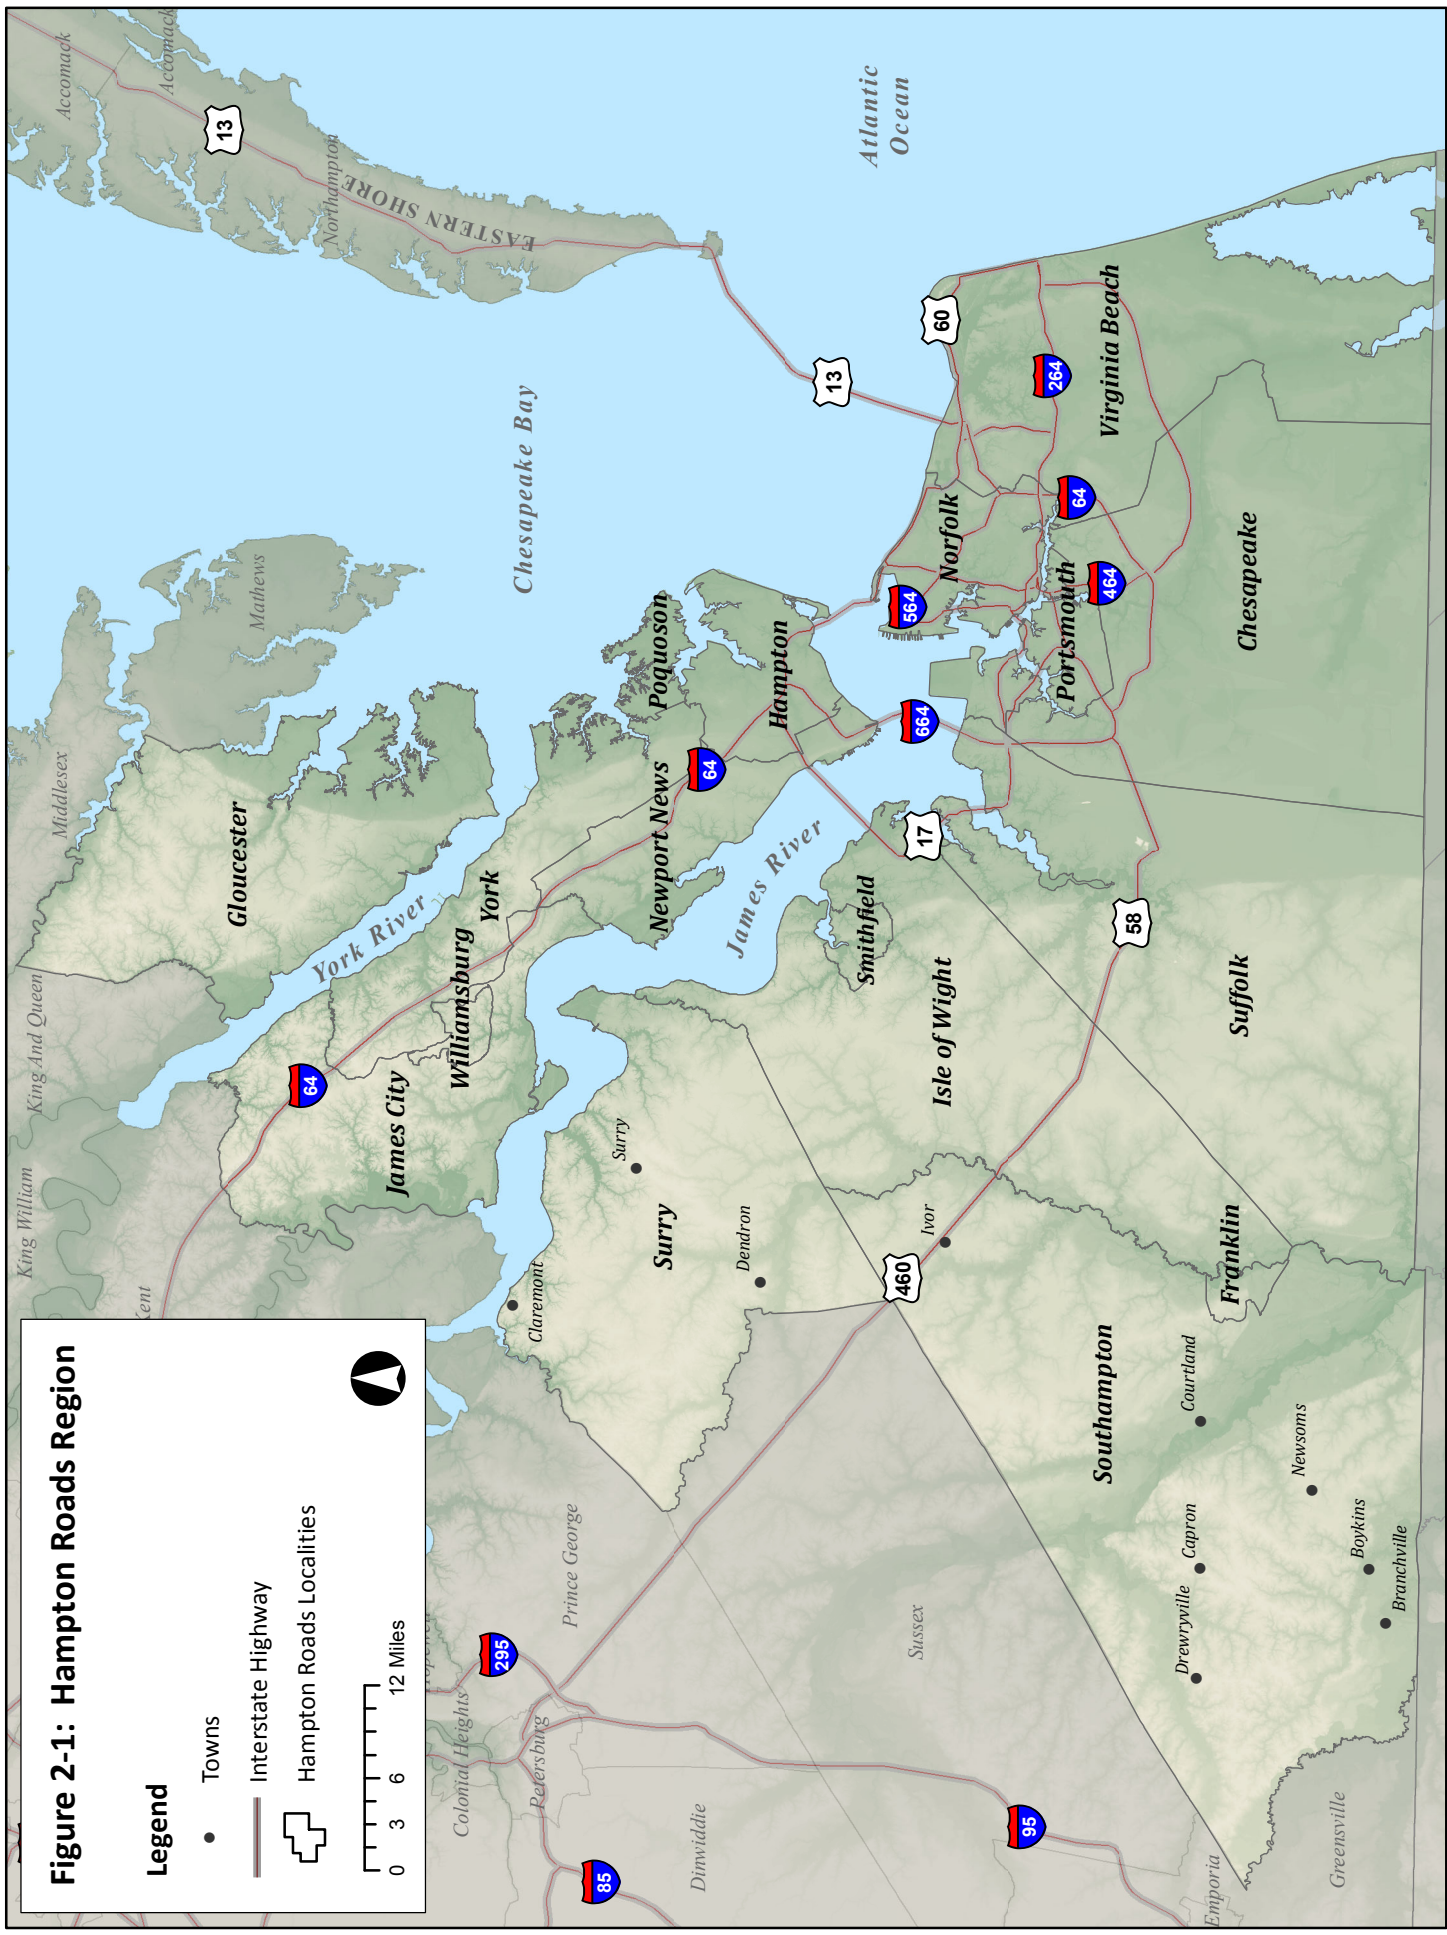 Figure 2-1: Hampton Roads Region
Legend
Towns
Interstate Highway
Hampton Roads Localities
0 3 6 12 Miles
Accomack
Accomack
13
Northampton
EASTERN SHORE
Atlantic
Ocean
Chesapeake Bay
13
60
Mathews
Middlesex
Gloucester
King And Queen
King William
Kent
York River
64
James City
Williamsburg
York
Poquoson
Newport News
64
Hampton
James River
664
564
Norfolk
264
Virginia Beach
64
464
Portsmouth
Chesapeake
17
Smithfield
Isle of Wight
58
Suffolk
Surry
Surry
Dendron
Claremont
Ivor
460
Franklin
Southampton
Courtland
Newsoms
Capron
Boykins
Drewryville
Branchville
Prince George
Sussex
295
Colonial Heights
Petersburg
Dinwiddie
85
95
Emporia
Greensville